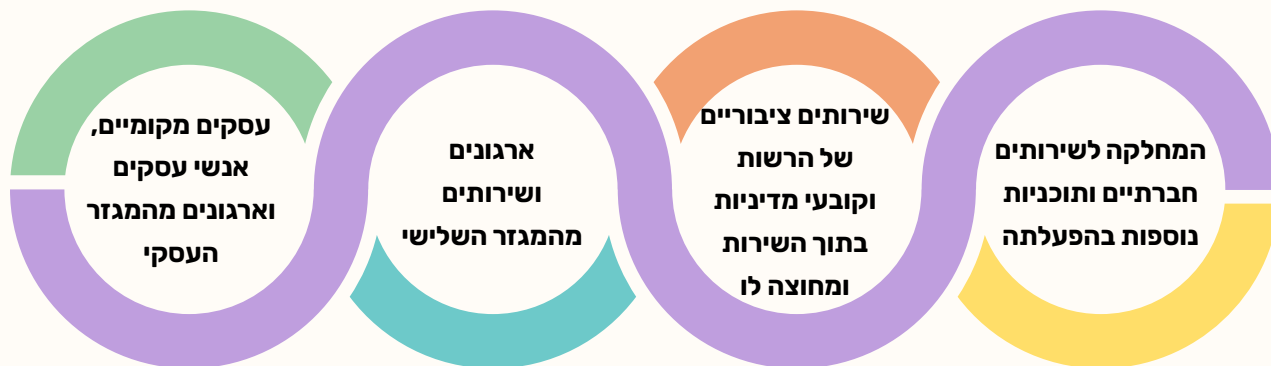 המחלקה לשירותים
חברתיים ותוכניות
נוספות בהפעלתה
שירותים ציבוריים
של הרשות
וקובעי מדיניות
בתוך השירות
ומחוצה לו
ארגונים
ושירותים
מהמגזר השלישי
עסקים מקומיים,
אנשי עסקים
וארגונים מהמגזר
העסקי